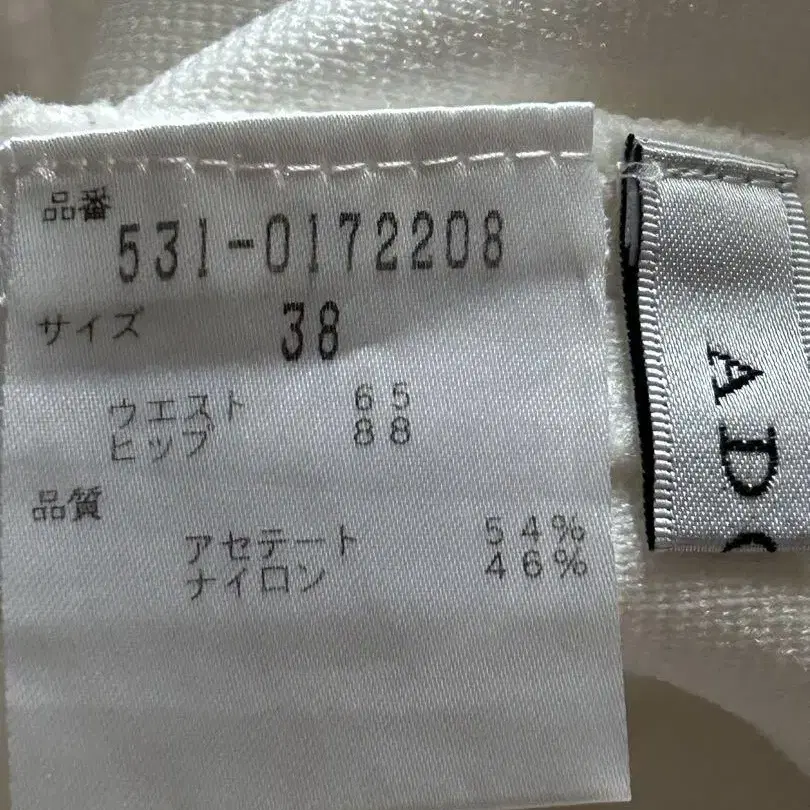 品番
531-0172208
サイズ 38
ウエスト 65
ヒップ 88
品質
アセテート 54%
ナイロン 46%
AD